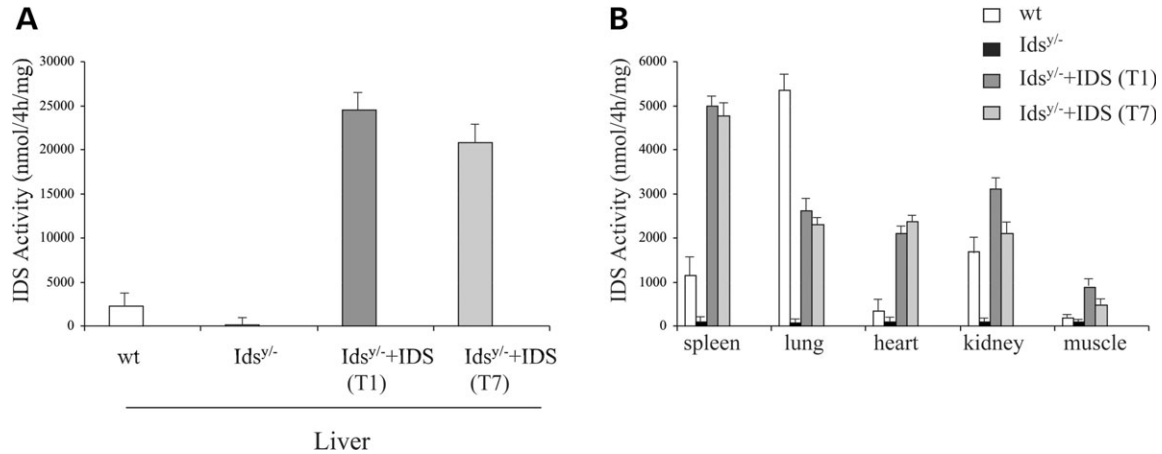 A
IDS Activity (nmol/4h/mg)
30000
25000
20000
15000
10000
5000
0
wt
Idsʸ/⁻
Idsʸ/⁻+IDS
(T1)
Idsʸ/⁻+IDS
(T7)
Liver
B
wt
Idsʸ/⁻
Idsʸ/⁻+IDS (T1)
Idsʸ/⁻+IDS (T7)
IDS Activity (nmol/4h/mg)
6000
5000
4000
3000
2000
1000
0
spleen
lung
heart
kidney
muscle